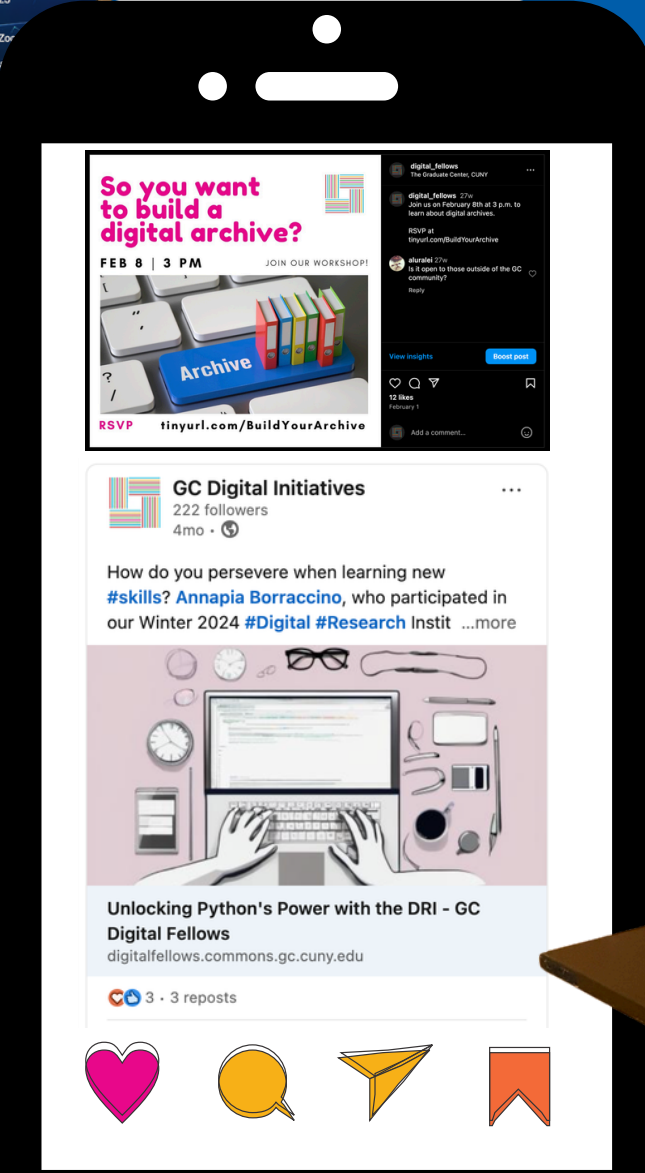 Zoo
So you want
to build a
digital archive?
FEB 8 | 3 PM
JOIN OUR WORKSHOP!
"
,
?
/
Archive
RSVP
tinyurl.com/BuildYourArchive
digital_fellows
The Graduate Center, CUNY
...
digital_fellows 27w
Join us on February 8th at 3 p.m. to
learn about digital archives.
RSVP at
tinyurl.com/BuildYourArchive
aluralei 27w
Is it open to those outside of the GC
community?
Reply
View insights
Boost post
12 likes
February 1
Add a comment...
GC Digital Initiatives
...
222 followers
4mo •
How do you persevere when learning new
#skills? Annapia Borraccino, who participated in
our Winter 2024 #Digital #Research Instit ...more
Unlocking Python's Power with the DRI - GC
Digital Fellows
digitalfellows.commons.gc.cuny.edu
3 · 3 reposts